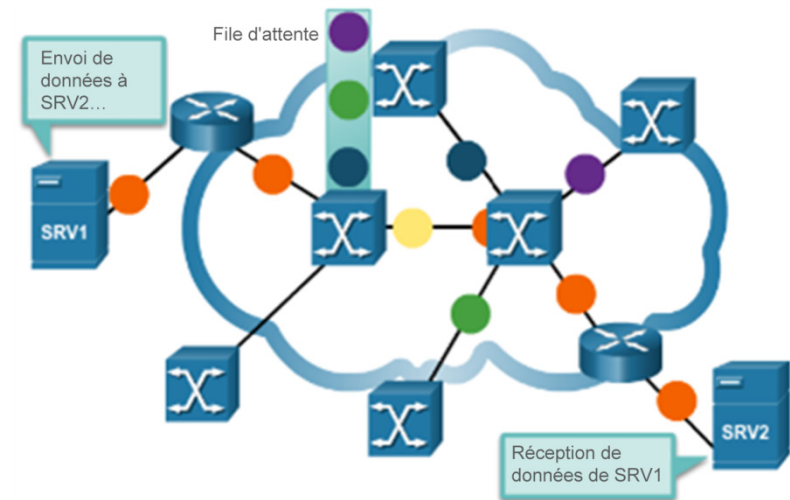 File d'attente
Envoi de
données à
SRV2...
SRV1
SRV2
Réception de
données de SRV1